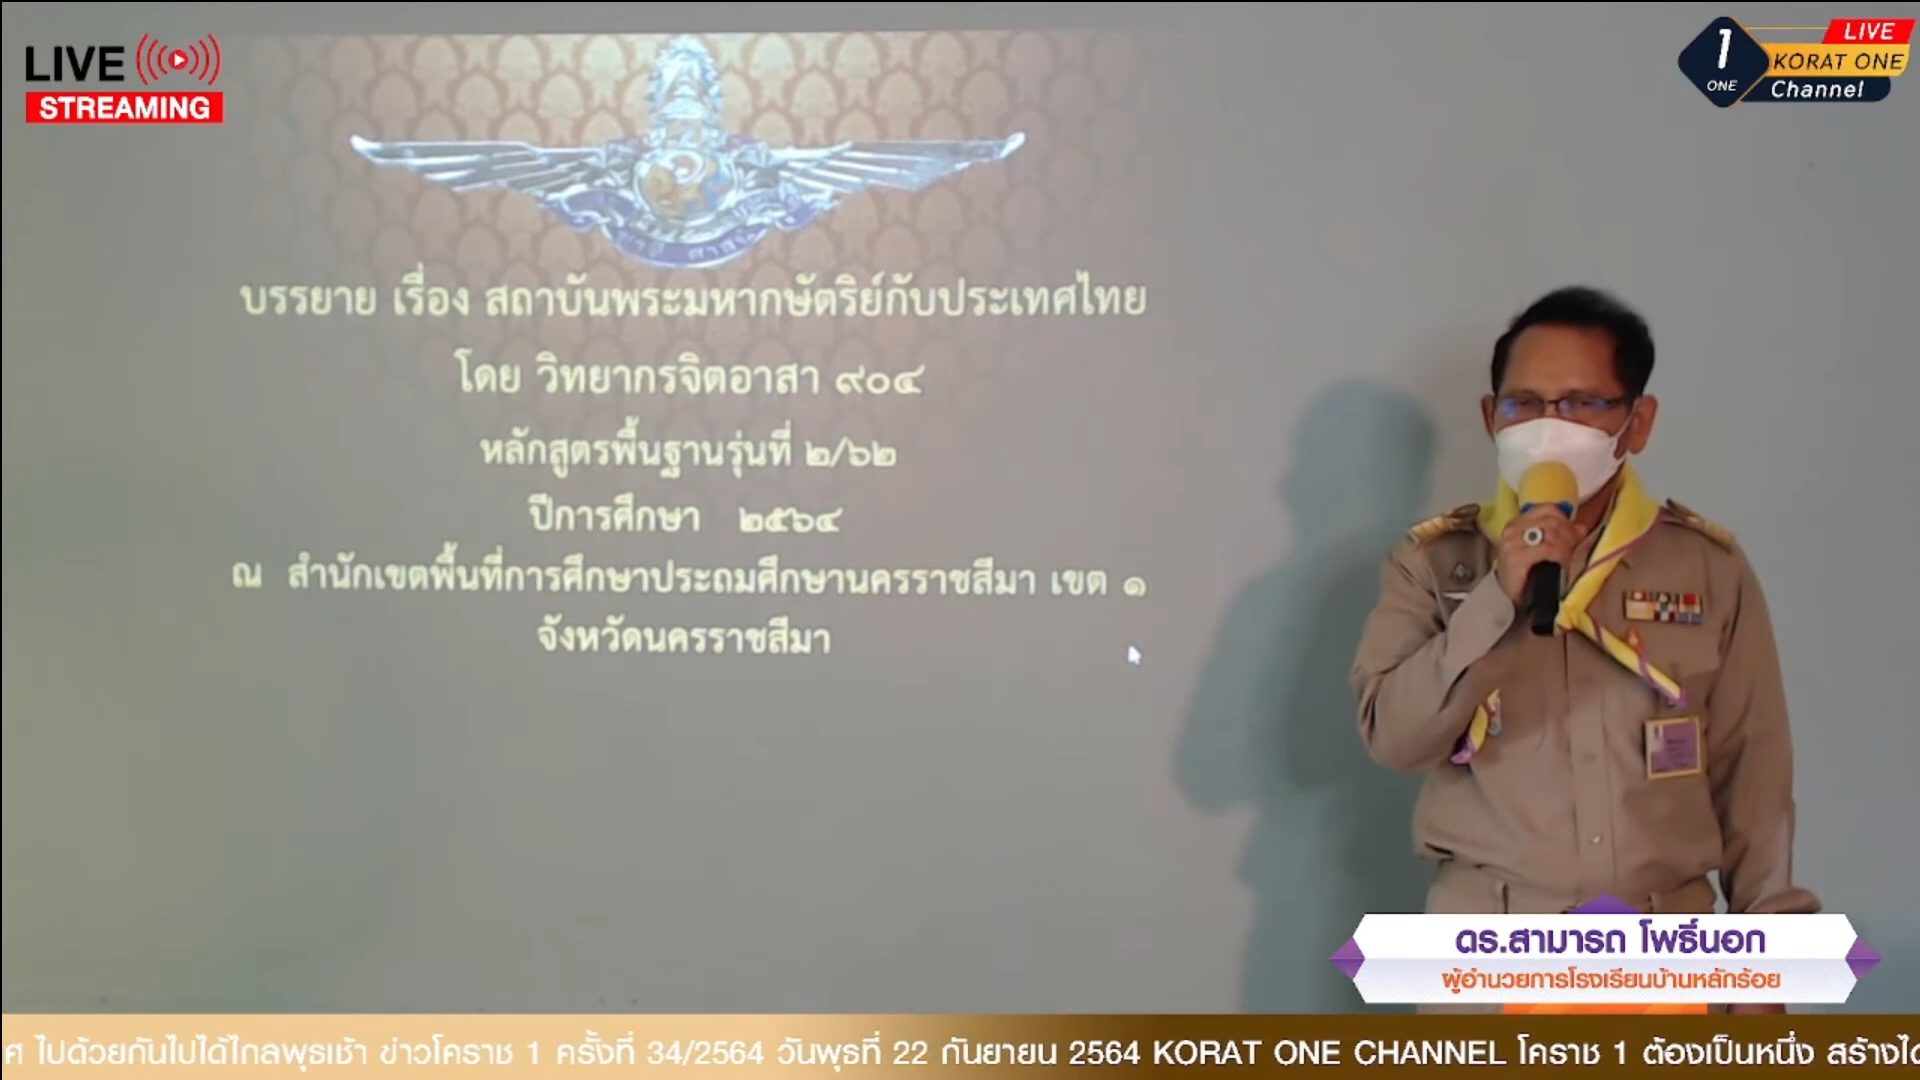 LIVE
STREAMING
1
ONE
LIVE
KORAT ONE
Channel
บรรยาย เรื่อง สถาบันพระมหากษัตริย์กับประเทศไทย
โดย วิทยากรจิตอาสา ๙๐๔
หลักสูตรพื้นฐานรุ่นที่ ๒/๖๒
ปีการศึกษา ๒๕๖๔
ณ สำนักเขตพื้นที่การศึกษาประถมศึกษานครราชสีมา เขต ๑
จังหวัดนครราชสีมา
ดร.สามารถ โพธิ์นอก
ผู้อำนวยการโรงเรียนบ้านหลักร้อย
ศ ไปด้วยกันไปได้ไกลพุธเช้า ข่าวโคราช 1 ครั้งที่ 34/2564 วันพุธที่ 22 กันยายน 2564 KORAT ONE CHANNEL โคราช 1 ต้องเป็นหนึ่ง สร้างได